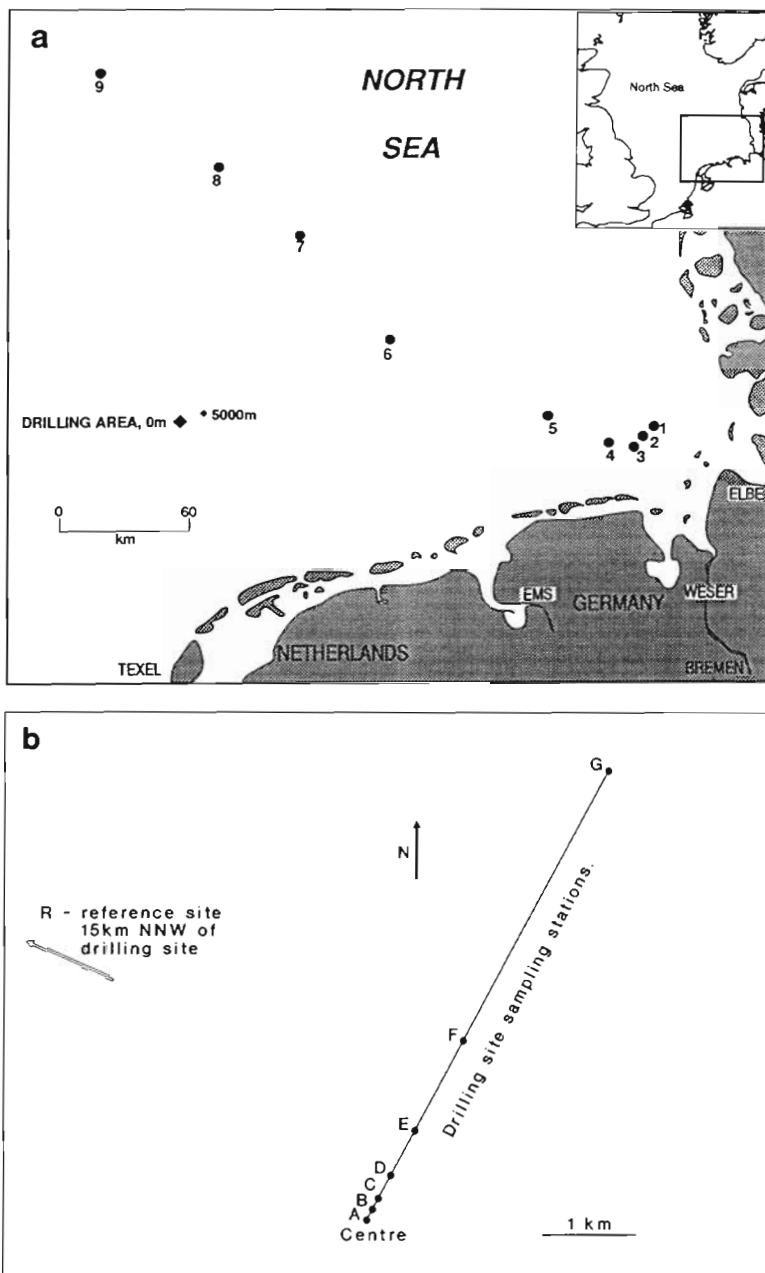 a
NORTH
SEA
North Sea
9
8
7
6
5
4
3
2
1
DRILLING AREA, 0m
5000m
0
60
km
ELBE
EMS
GERMANY
WESER
NETHERLANDS
TEXEL
BREMEN
b
G
N
R - reference site
15km NNW of
drilling site
Drilling site sampling stations.
F
E
D
C
B
A
Centre
1 km